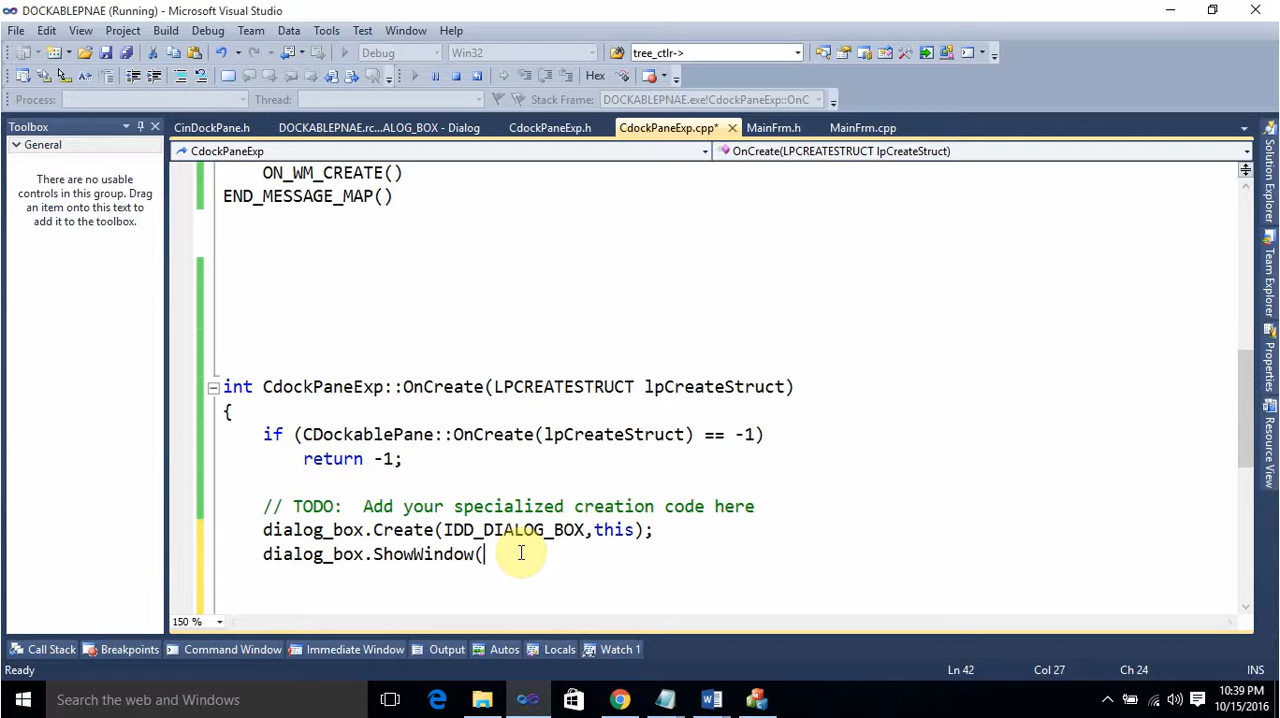 DOCKABLEPNAE (Running) - Microsoft Visual Studio
File Edit View Project Build Debug Team Data Tools Test Window Help
Debug Win32 tree_ctlr->
Hex
Process: Thread: Stack Frame: DOCKABLEPNAE.exe!CdockPaneExp::OnC
Toolbox
CinDockPane.h DOCKABLEPNAE.rc...ALOG_BOX - Dialog CdockPaneExp.h CdockPaneExp.cpp* MainFrm.h MainFrm.cpp
General
CdockPaneExp OnCreate(LPCREATESTRUCT lpCreateStruct)
There are no usable
controls in this group. Drag
an item onto this text to
add it to the toolbox.
ON_WM_CREATE()
END_MESSAGE_MAP()
int CdockPaneExp::OnCreate(LPCREATESTRUCT lpCreateStruct)
{
if (CDockablePane::OnCreate(lpCreateStruct) == -1)
return -1;
// TODO:  Add your specialized creation code here
dialog_box.Create(IDD_DIALOG_BOX,this);
dialog_box.ShowWindow(
Solution Explorer
Team Explorer
Properties
Resource View
150 %
Call Stack Breakpoints Command Window Immediate Window Output Autos Locals Watch 1
Ready Ln 42 Col 27 Ch 24 INS
Search the web and Windows
10:39 PM
10/15/2016